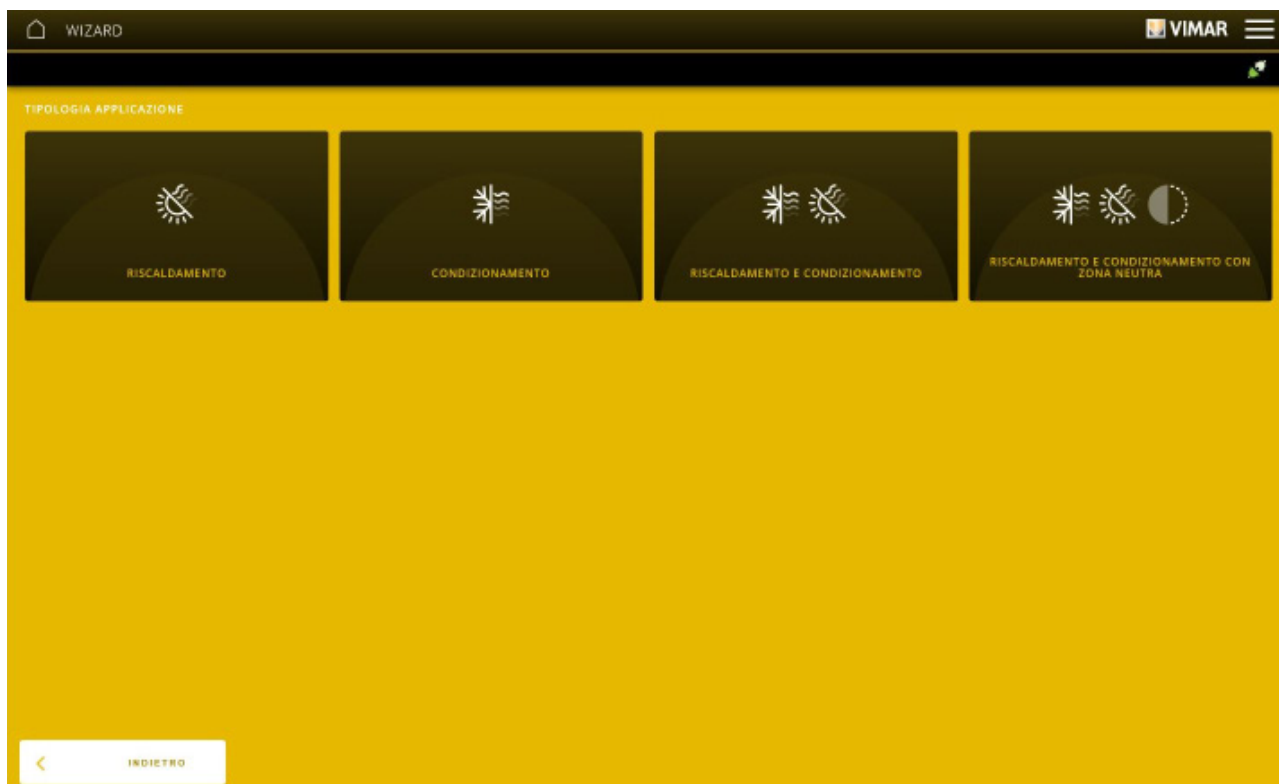 WIZARD
VIMAR
TIPOLOGIA APPLICAZIONE
RISCALDAMENTO
CONDIZIONAMENTO
RISCALDAMENTO E CONDIZIONAMENTO
RISCALDAMENTO E CONDIZIONAMENTO CON
ZONA NEUTRA
INDIETRO